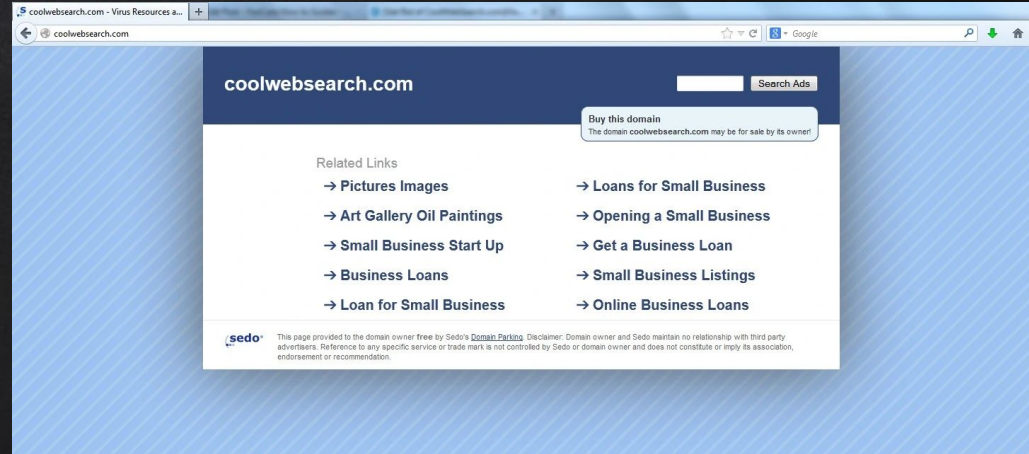 coolwebsearch.com - Virus Resources a...
coolwebsearch.com
Google
coolwebsearch.com
Search Ads
Buy this domain
The domain coolwebsearch.com may be for sale by its owner!
Related Links
→ Pictures Images
→ Loans for Small Business
→ Art Gallery Oil Paintings
→ Opening a Small Business
→ Small Business Start Up
→ Get a Business Loan
→ Business Loans
→ Small Business Listings
→ Loan for Small Business
→ Online Business Loans
sedo
This page provided to the domain owner free by Sedo's Domain Parking. Disclaimer: Domain owner and Sedo maintain no relationship with third party
advertisers. Reference to any specific service or trade mark is not controlled by Sedo or domain owner and does not constitute or imply its association,
endorsement or recommendation.